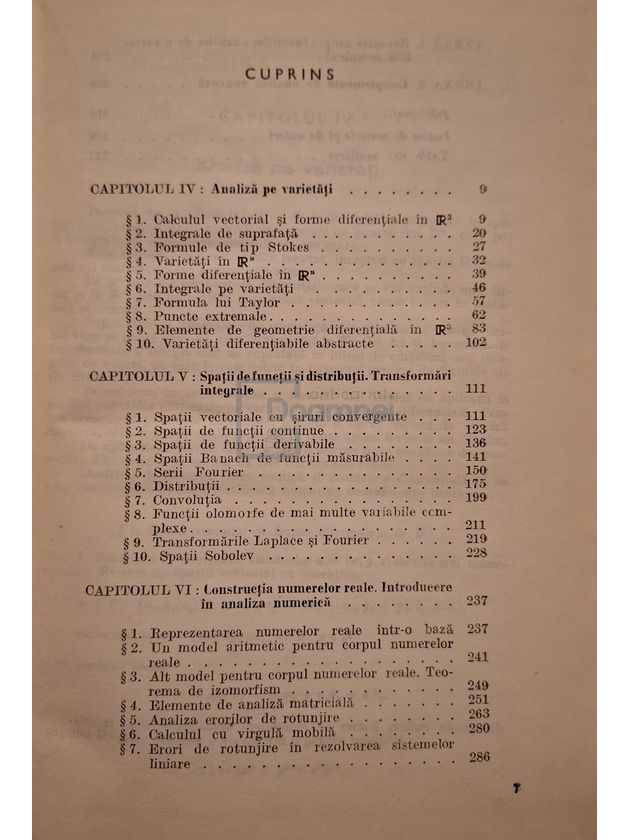 CUPRINS
CAPITOLUL IV : Analiză pe varietăți . . . . . . . . 9
§ 1. Calculul vectorial și forme diferențiale în ℝ³ 9
§ 2. Integrale de suprafață . . . . . . . . . . 20
§ 3. Formule de tip Stokes . . . . . . . . . . 27
§ 4. Varietăți în ℝⁿ . . . . . . . . . . . . . 32
§ 5. Forme diferențiale în ℝⁿ . . . . . . . . . 39
§ 6. Integrale pe varietăți . . . . . . . . . 46
§ 7. Formula lui Taylor . . . . . . . . . . . 57
§ 8. Puncte extremale . . . . . . . . . . . . 62
§ 9. Elemente de geometrie diferențială în ℝ³ 83
§ 10. Varietăți diferențiabile abstracte . . . . . 102
CAPITOLUL V : Spații de funcții și distribuții. Transformări
integrale . . . . . . . . . . . . . 111
§ 1. Spații vectoriale cu șiruri convergente . . . 111
§ 2. Spații de funcții continue . . . . . . . . 123
§ 3. Spații de funcții derivabile . . . . . . . 136
§ 4. Spații Banach de funcții măsurabile . . . . 141
§ 5. Serii Fourier . . . . . . . . . . . . . 150
§ 6. Distribuții . . . . . . . . . . . . . . . 175
§ 7. Convoluția . . . . . . . . . . . . . . 199
§ 8. Funcții olomorfe de mai multe variabile com-
plexe . . . . . . . . . . . . . . . . . 211
§ 9. Transformările Laplace și Fourier . . . . . 219
§ 10. Spații Sobolev . . . . . . . . . . . . . 228
CAPITOLUL VI : Construcția numerelor reale. Introducere
în analiza numerică . . . . . . . . 237
§ 1. Reprezentarea numerelor reale într-o bază 237
§ 2. Un model aritmetic pentru corpul numerelor
reale . . . . . . . . . . . . . . . . . 241
§ 3. Alt model pentru corpul numerelor reale. Teo-
rema de izomorfism . . . . . . . . . . . 249
§ 4. Elemente de analiză matricială . . . . . . . 251
§ 5. Analiza erorilor de rotunjire . . . . . . . 263
§ 6. Calculul cu virgulă mobilă . . . . . . . . 280
§ 7. Erori de rotunjire în rezolvarea sistemelor
liniare . . . . . . . . . . . . . . . . . 286
7